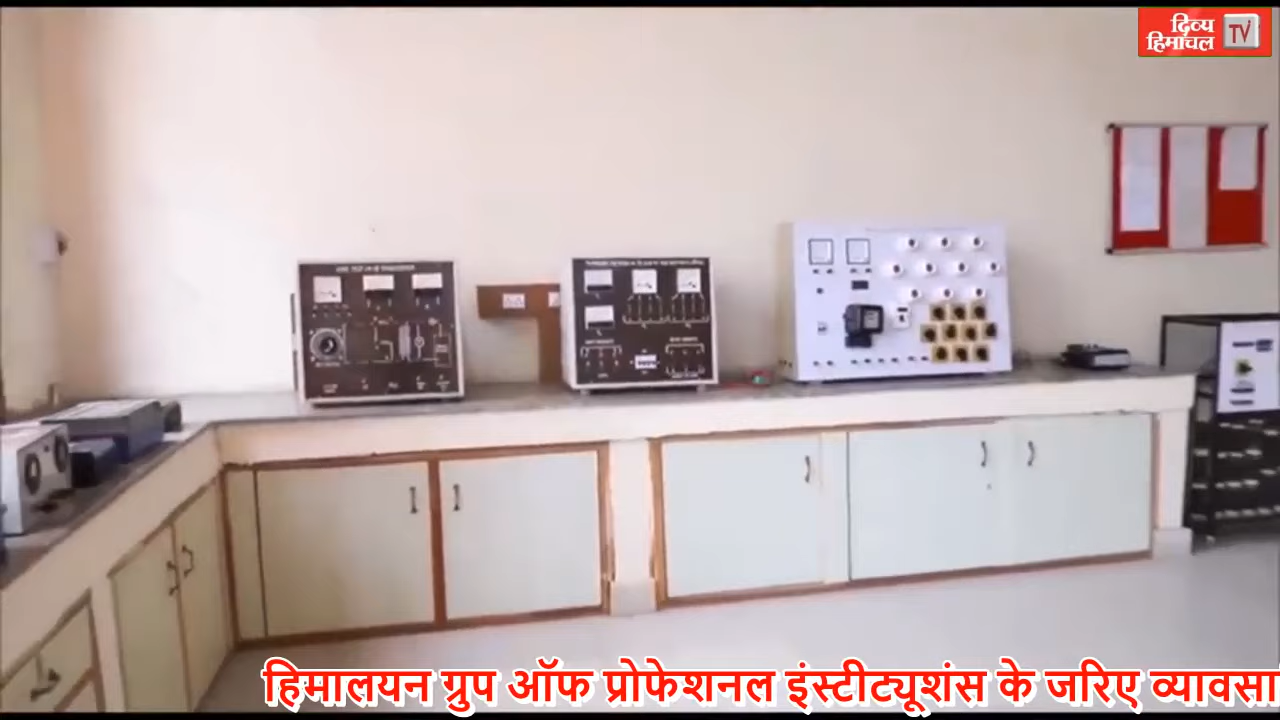 दिव्य
हिमाचल TV
हिमालयन ग्रुप ऑफ प्रोफेशनल इंस्टीट्यूशंस के जरिए व्यावसा